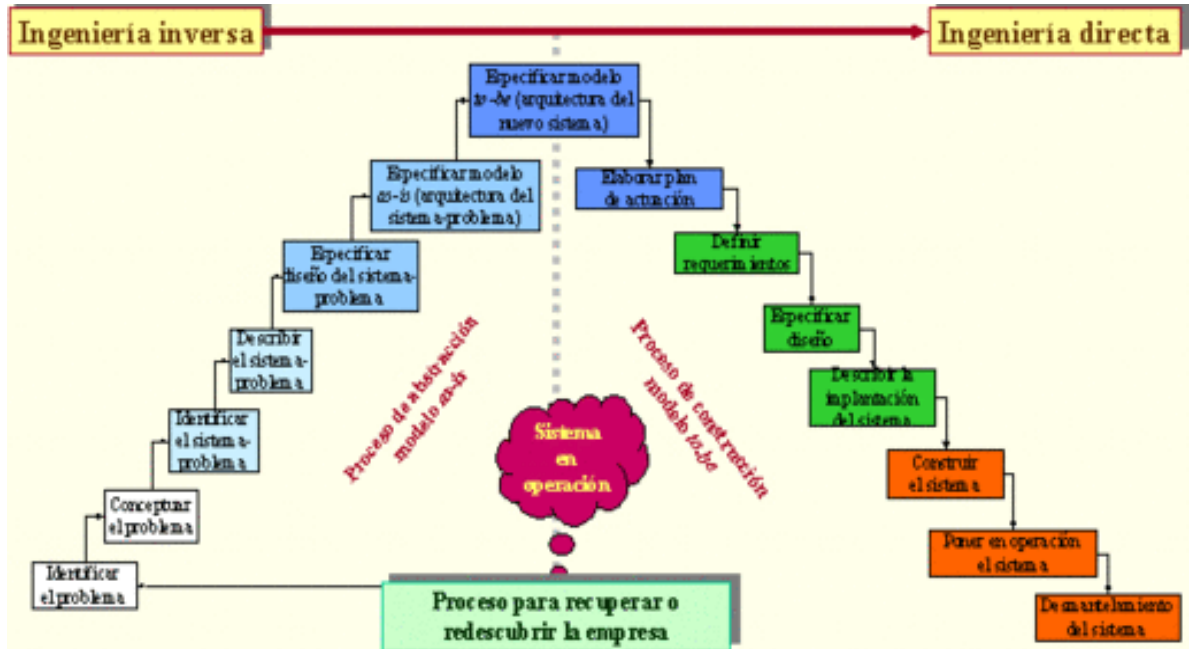 Ingeniería inversa
Ingeniería directa
Especificar modelo
to-be (arquitectura del
nuevo sistema)
Especificar modelo
as-is (arquitectura del
sistema-problema)
Especificar
diseño del sistema-
problema
Describir
el sistema-
problema
Identificar
el sistema-
problema
Conceptuar
el problema
Identificar
el problema
Proceso de abstracción
modelo as-is
Sistema
en
operación
Proceso de construcción
modelo to-be
Elaborar plan
de actuación
Definir
requerimientos
Especificar
diseño
Describir la
implantación
del sistema
Construir
el sistema
Poner en operación
el sistema
Desmantelamiento
del sistema
Proceso para recuperar o
redescubrir la empresa